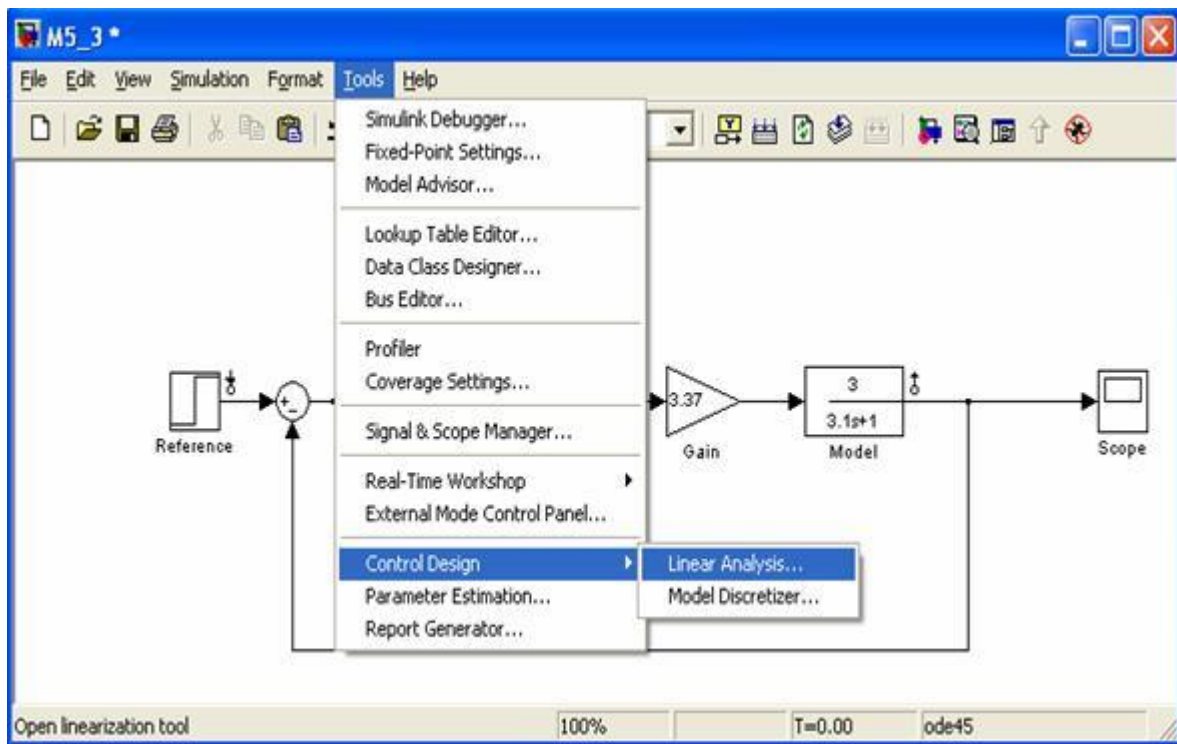 M5_3 *
File Edit View Simulation Format Tools Help
Simulink Debugger...
Fixed-Point Settings...
Model Advisor...
Lookup Table Editor...
Data Class Designer...
Bus Editor...
Profiler
Coverage Settings...
Signal & Scope Manager...
Real-Time Workshop
External Mode Control Panel...
Control Design
Parameter Estimation...
Report Generator...
Linear Analysis...
Model Discretizer...
Reference
+
-
3.37
Gain
3
3.1s+1
Model
Scope
Open linearization tool 100% T=0.00 ode45